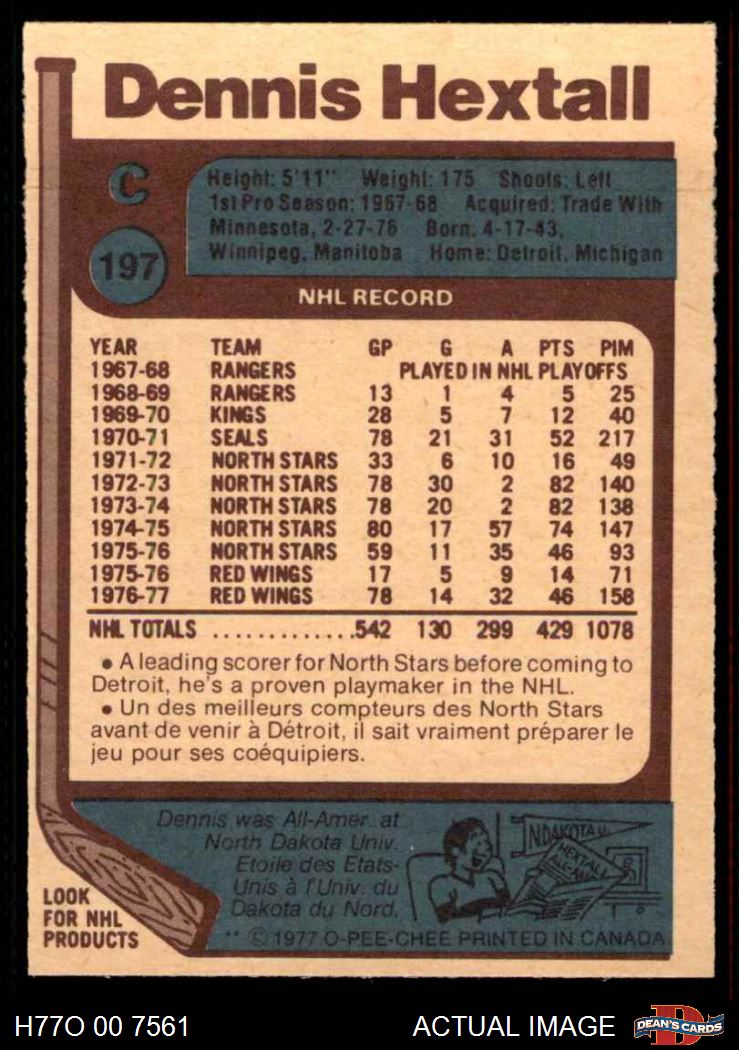 Dennis Hextall
C
Height: 5'11" Weight: 175 Shoots: Left
1st Pro Season: 1967-68 Acquired: Trade With
Minnesota, 2-27-76 Born: 4-17-43,
Winnipeg, Manitoba Home: Detroit, Michigan
197
NHL RECORD
YEAR TEAM GP G A PTS PIM
1967-68 RANGERS PLAYED IN NHL PLAYOFFS
1968-69 RANGERS 13 1 4 5 25
1969-70 KINGS 28 5 7 12 40
1970-71 SEALS 78 21 31 52 217
1971-72 NORTH STARS 33 6 10 16 49
1972-73 NORTH STARS 78 30 2 82 140
1973-74 NORTH STARS 78 20 2 82 138
1974-75 NORTH STARS 80 17 57 74 147
1975-76 NORTH STARS 59 11 35 46 93
1975-76 RED WINGS 17 5 9 14 71
1976-77 RED WINGS 78 14 32 46 158
NHL TOTALS .............542 130 299 429 1078
• A leading scorer for North Stars before coming to
Detroit, he's a proven playmaker in the NHL.
• Un des meilleurs compteurs des North Stars
avant de venir à Détroit, il sait vraiment préparer le
jeu pour ses coéquipiers.
Dennis was All-Amer. at
North Dakota Univ.
Etoile des Etats-
Unis à l'Univ. du
Dakota du Nord.
N.DAKOTA U.
HEXTALL
ALL-AM
LOOK
FOR NHL
PRODUCTS
** © 1977 O-PEE-CHEE PRINTED IN CANADA
H77O 00 7561
ACTUAL IMAGE
DEAN'S CARDS